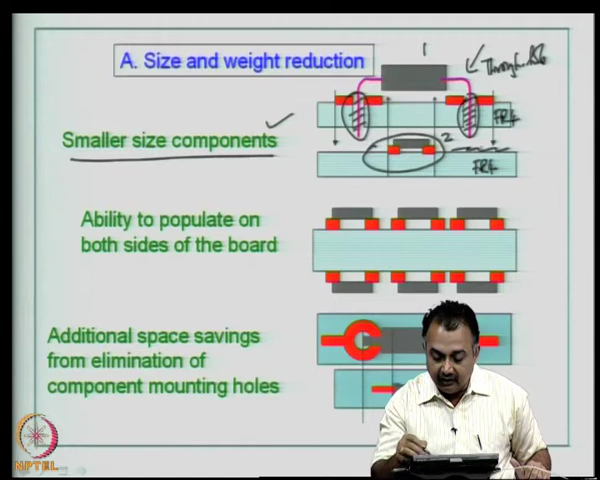 A. Size and weight reduction
1
FR4
Smaller size components
2
FR4
Ability to populate on
both sides of the board
Additional space savings
from elimination of
component mounting holes
NPTEL